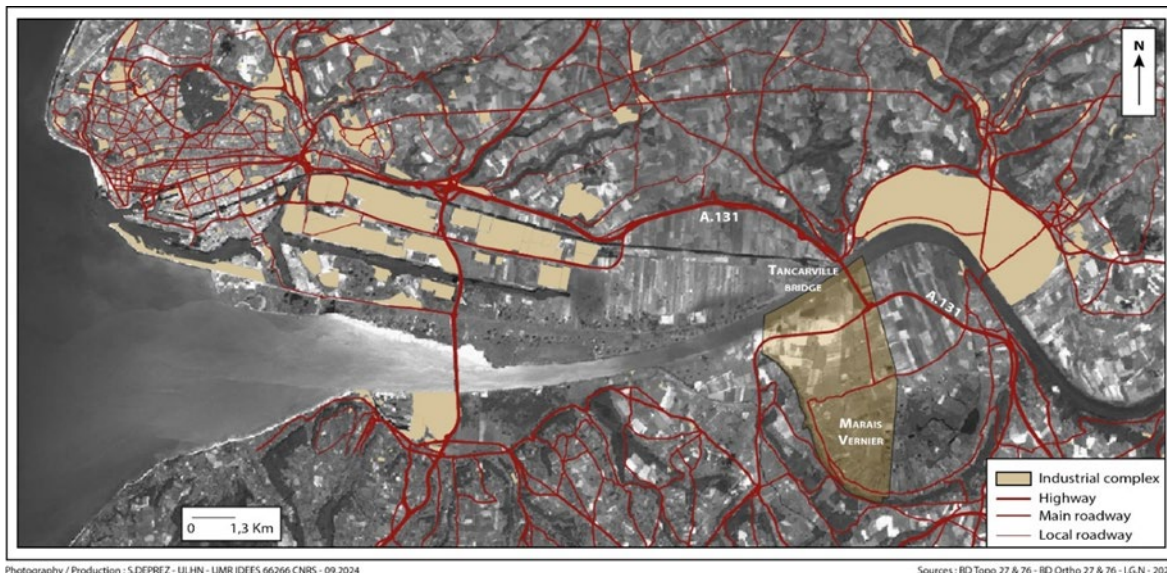 N
A.131
TANCARVILLE
BRIDGE
A.131
MARAIS
VERNIER
0 1,3 Km
Industrial complex
Highway
Main roadway
Local roadway
Photography / Production : S.DEPREZ - ULHN - UMR IDEES 66266 CNRS - 09.2024
Sources : BD Topo 27 & 76 - BD Ortho 27 & 76 - I.G.N - 202